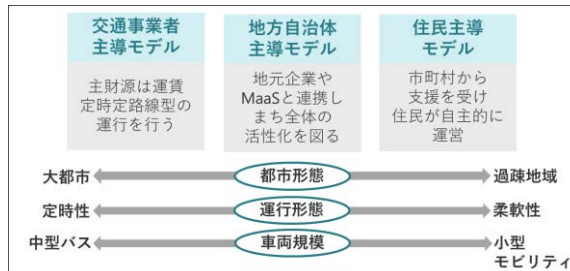 交通事業者
主導モデル
主財源は運賃
定時定路線型の
運行を行う
地方自治体
主導モデル
地元企業や
MaaSと連携し
まち全体の
活性化を図る
住民主導
モデル
市町村から
支援を受け
住民が自主的に
運営
大都市 都市形態 過疎地域
定時性 運行形態 柔軟性
中型バス 車両規模 小型
モビリティ